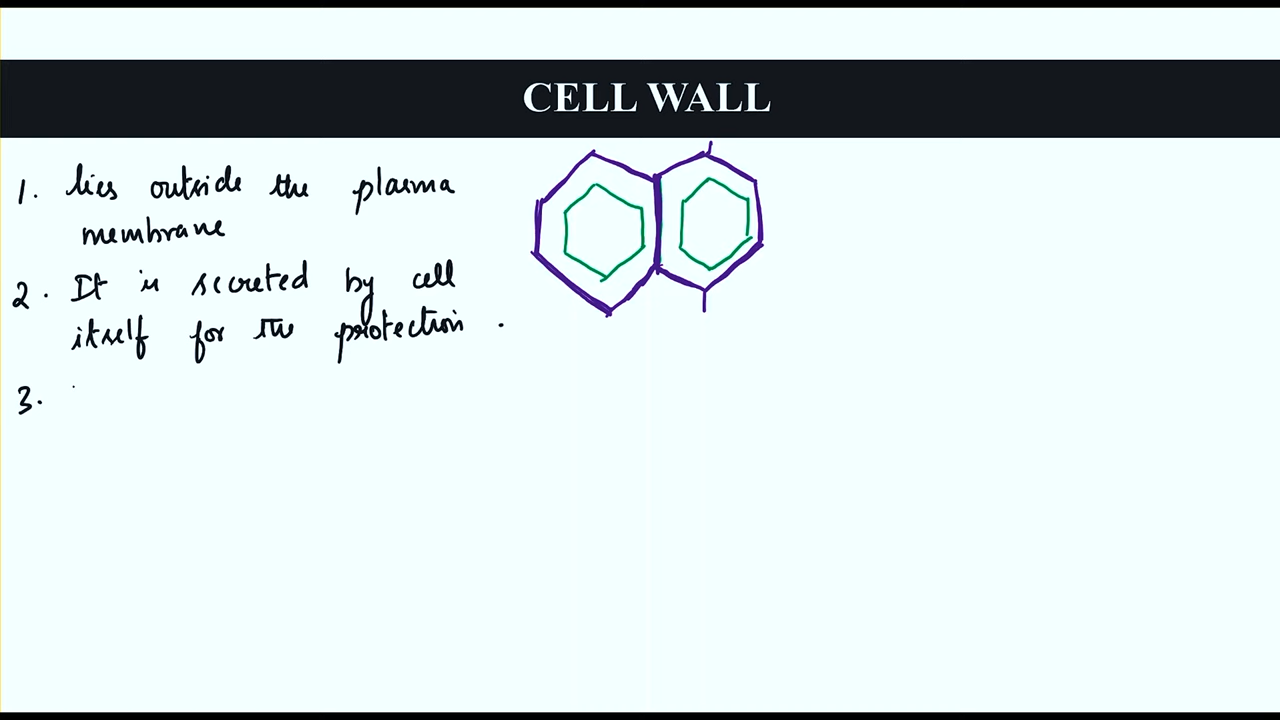 CELL WALL
1. lies outside the plasma
membrane
2. It is secreted by cell
itself for the protection.
3.